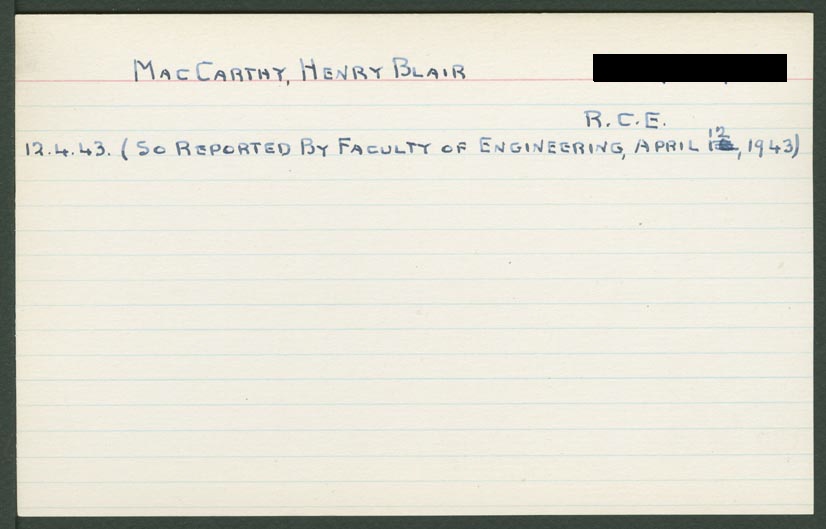 MacCarthy, Henry Blair
R.C.E.
12
12.4.43. (So Reported By Faculty of Engineering, April , 1943)